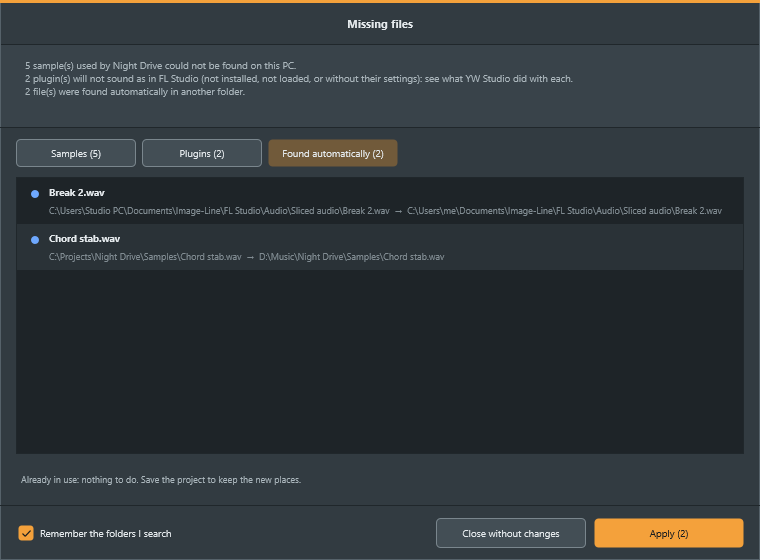 Missing files
5 sample(s) used by Night Drive could not be found on this PC.
2 plugin(s) will not sound as in FL Studio (not installed, not loaded, or without their settings): see what YW Studio did with each.
2 file(s) were found automatically in another folder.
Samples (5)
Plugins (2)
Found automatically (2)
Break 2.wav
C:\Users\Studio PC\Documents\Image-Line\FL Studio\Audio\Sliced audio\Break 2.wav → C:\Users\me\Documents\Image-Line\FL Studio\Audio\Sliced audio\Break 2.wav
Chord stab.wav
C:\Projects\Night Drive\Samples\Chord stab.wav → D:\Music\Night Drive\Samples\Chord stab.wav
Already in use: nothing to do. Save the project to keep the new places.
Remember the folders I search
Close without changes
Apply (2)